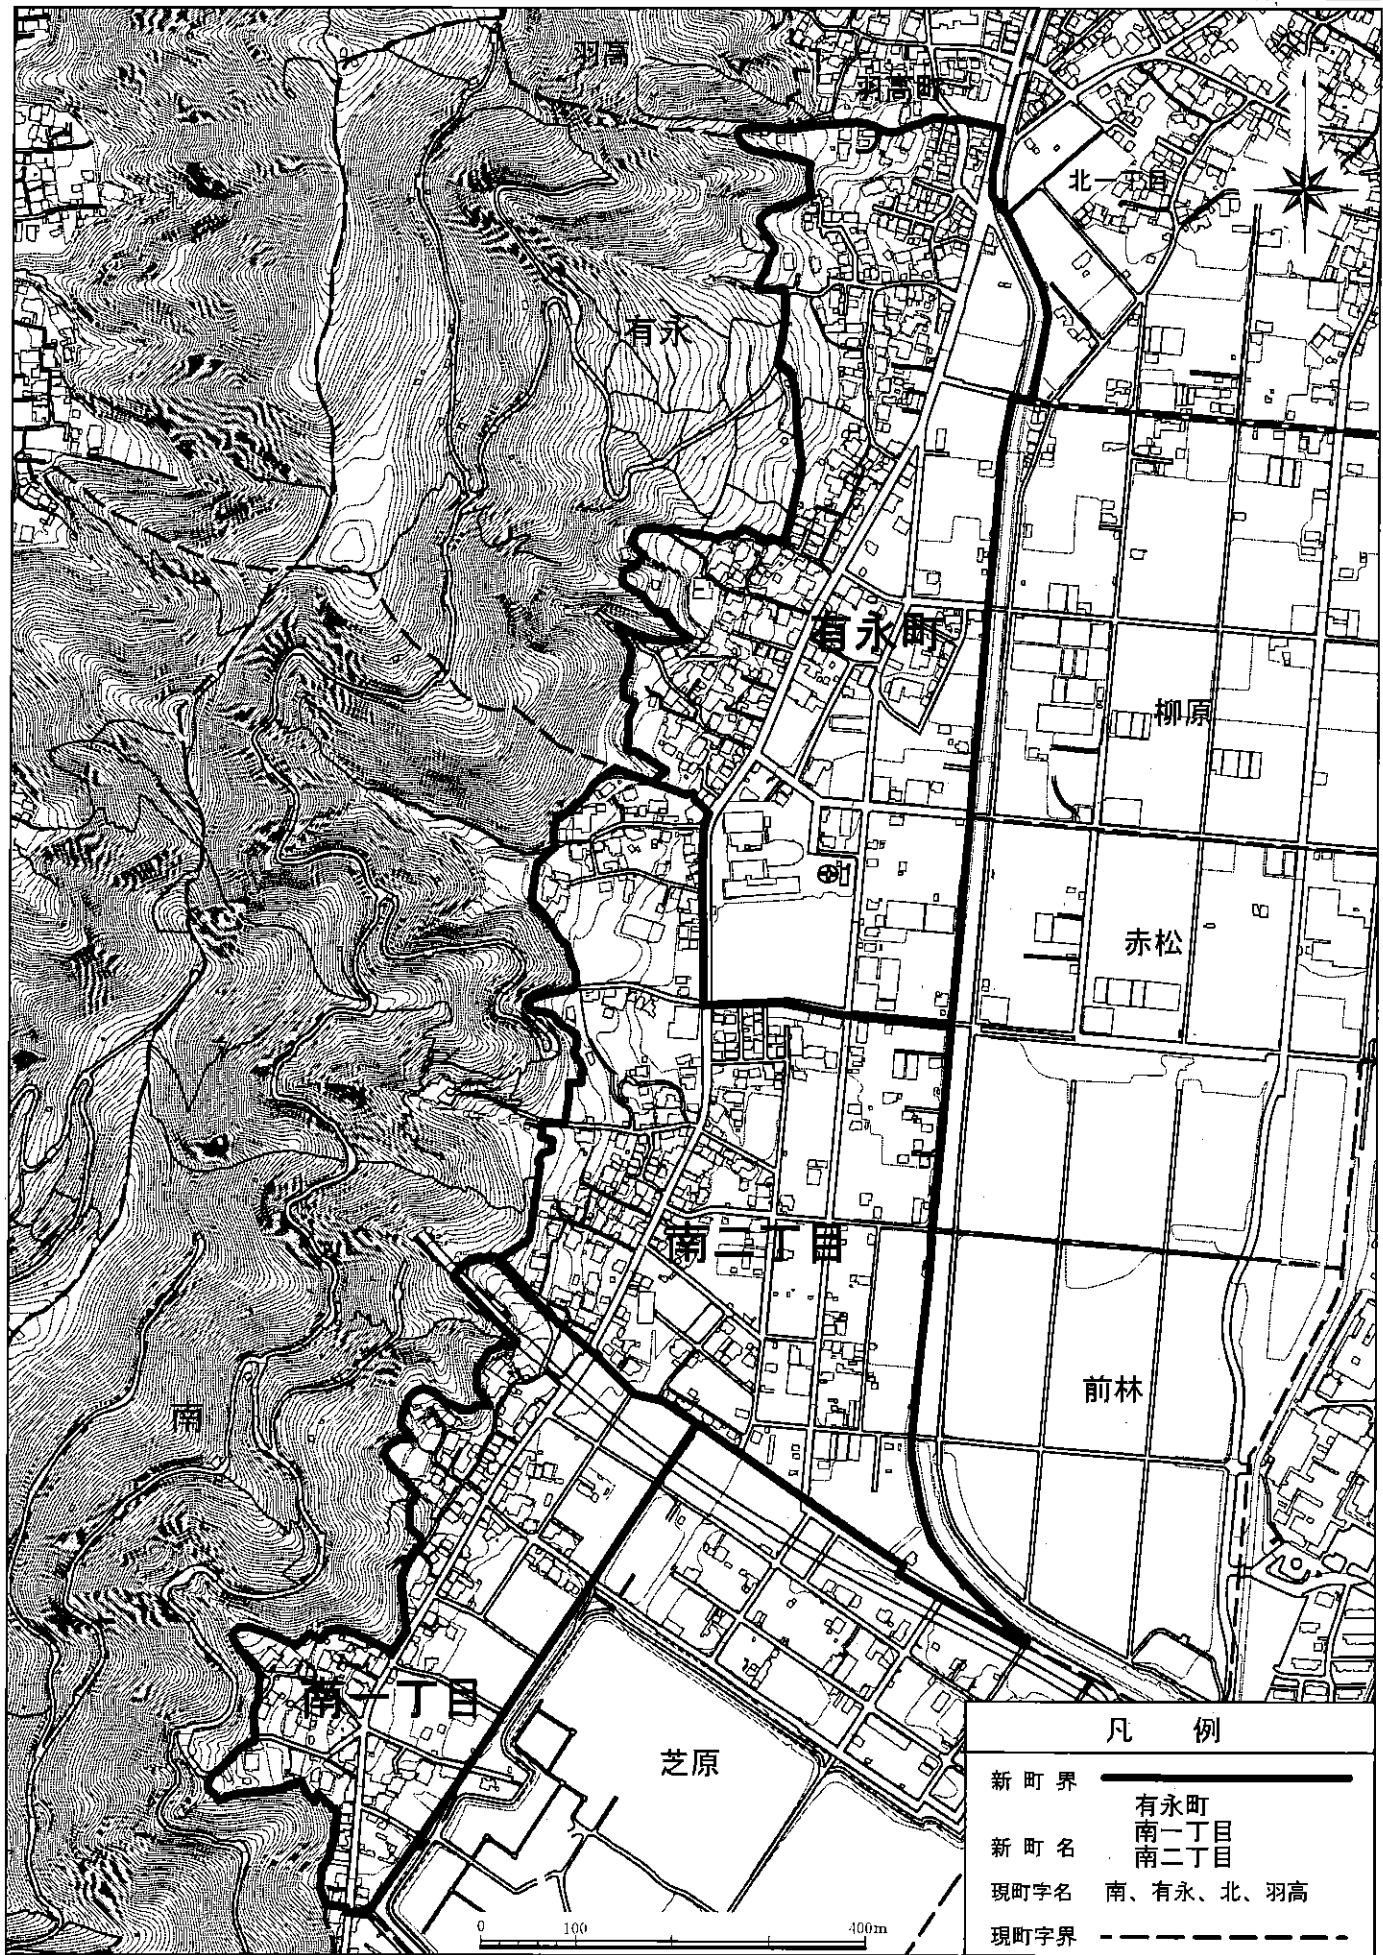 羽高
羽高町
北一丁目
有永
有永町
柳原
赤松
南二丁目
前林
南
南一丁目
芝原
0 100 400m
凡 例
新町界
新町名
有永町
南一丁目
南二丁目
現町字名 南、有永、北、羽高
現町字界